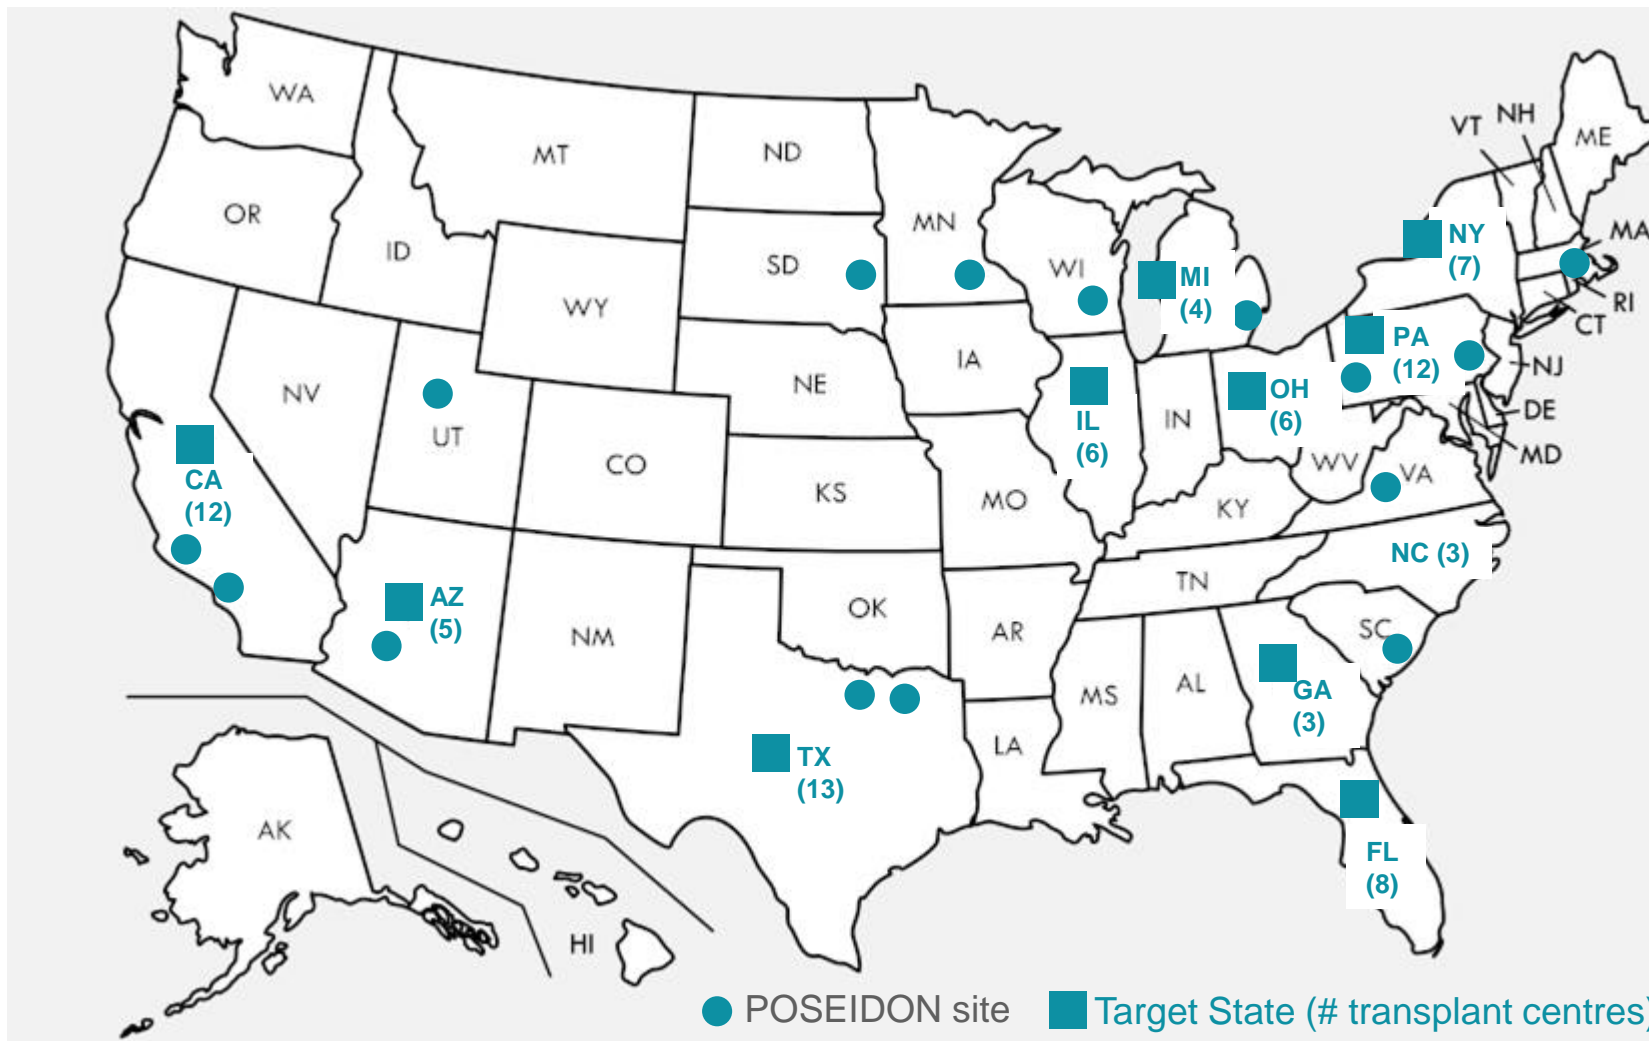 WA
MT
ND
VT
NH
ME
OR
ID
MN
NY
(7)
MA
SD
WI
MI
(4)
WY
RI
CT
PA
(12)
NJ
IA
NE
NV
IL
(6)
IN
OH
(6)
DE
UT
CO
MD
CA
(12)
KS
MO
WV
VA
KY
NC (3)
TN
AZ
(5)
OK
NM
AR
SC
MS
AL
GA
(3)
LA
TX
(13)
AK
FL
(8)
HI
POSEIDON site
Target State (# transplant centres)